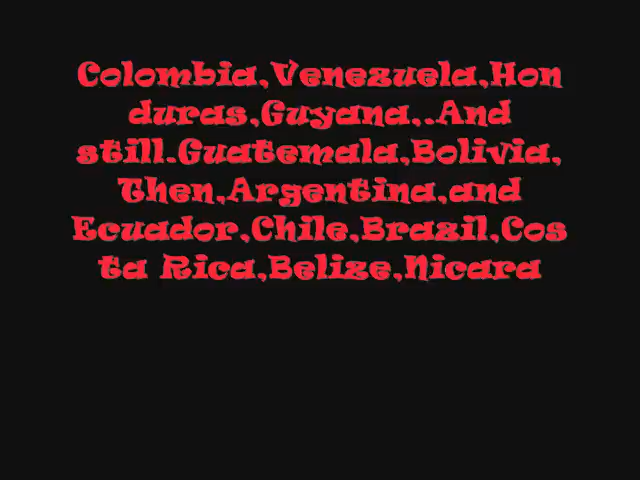 Colombia,Venezuela,Hon
duras,Guyana,..And
still.Guatemala,Bolivia,
Then,Argentina,and
Ecuador,Chile,Brazil,Cos
ta Rica,Belize,Nicara